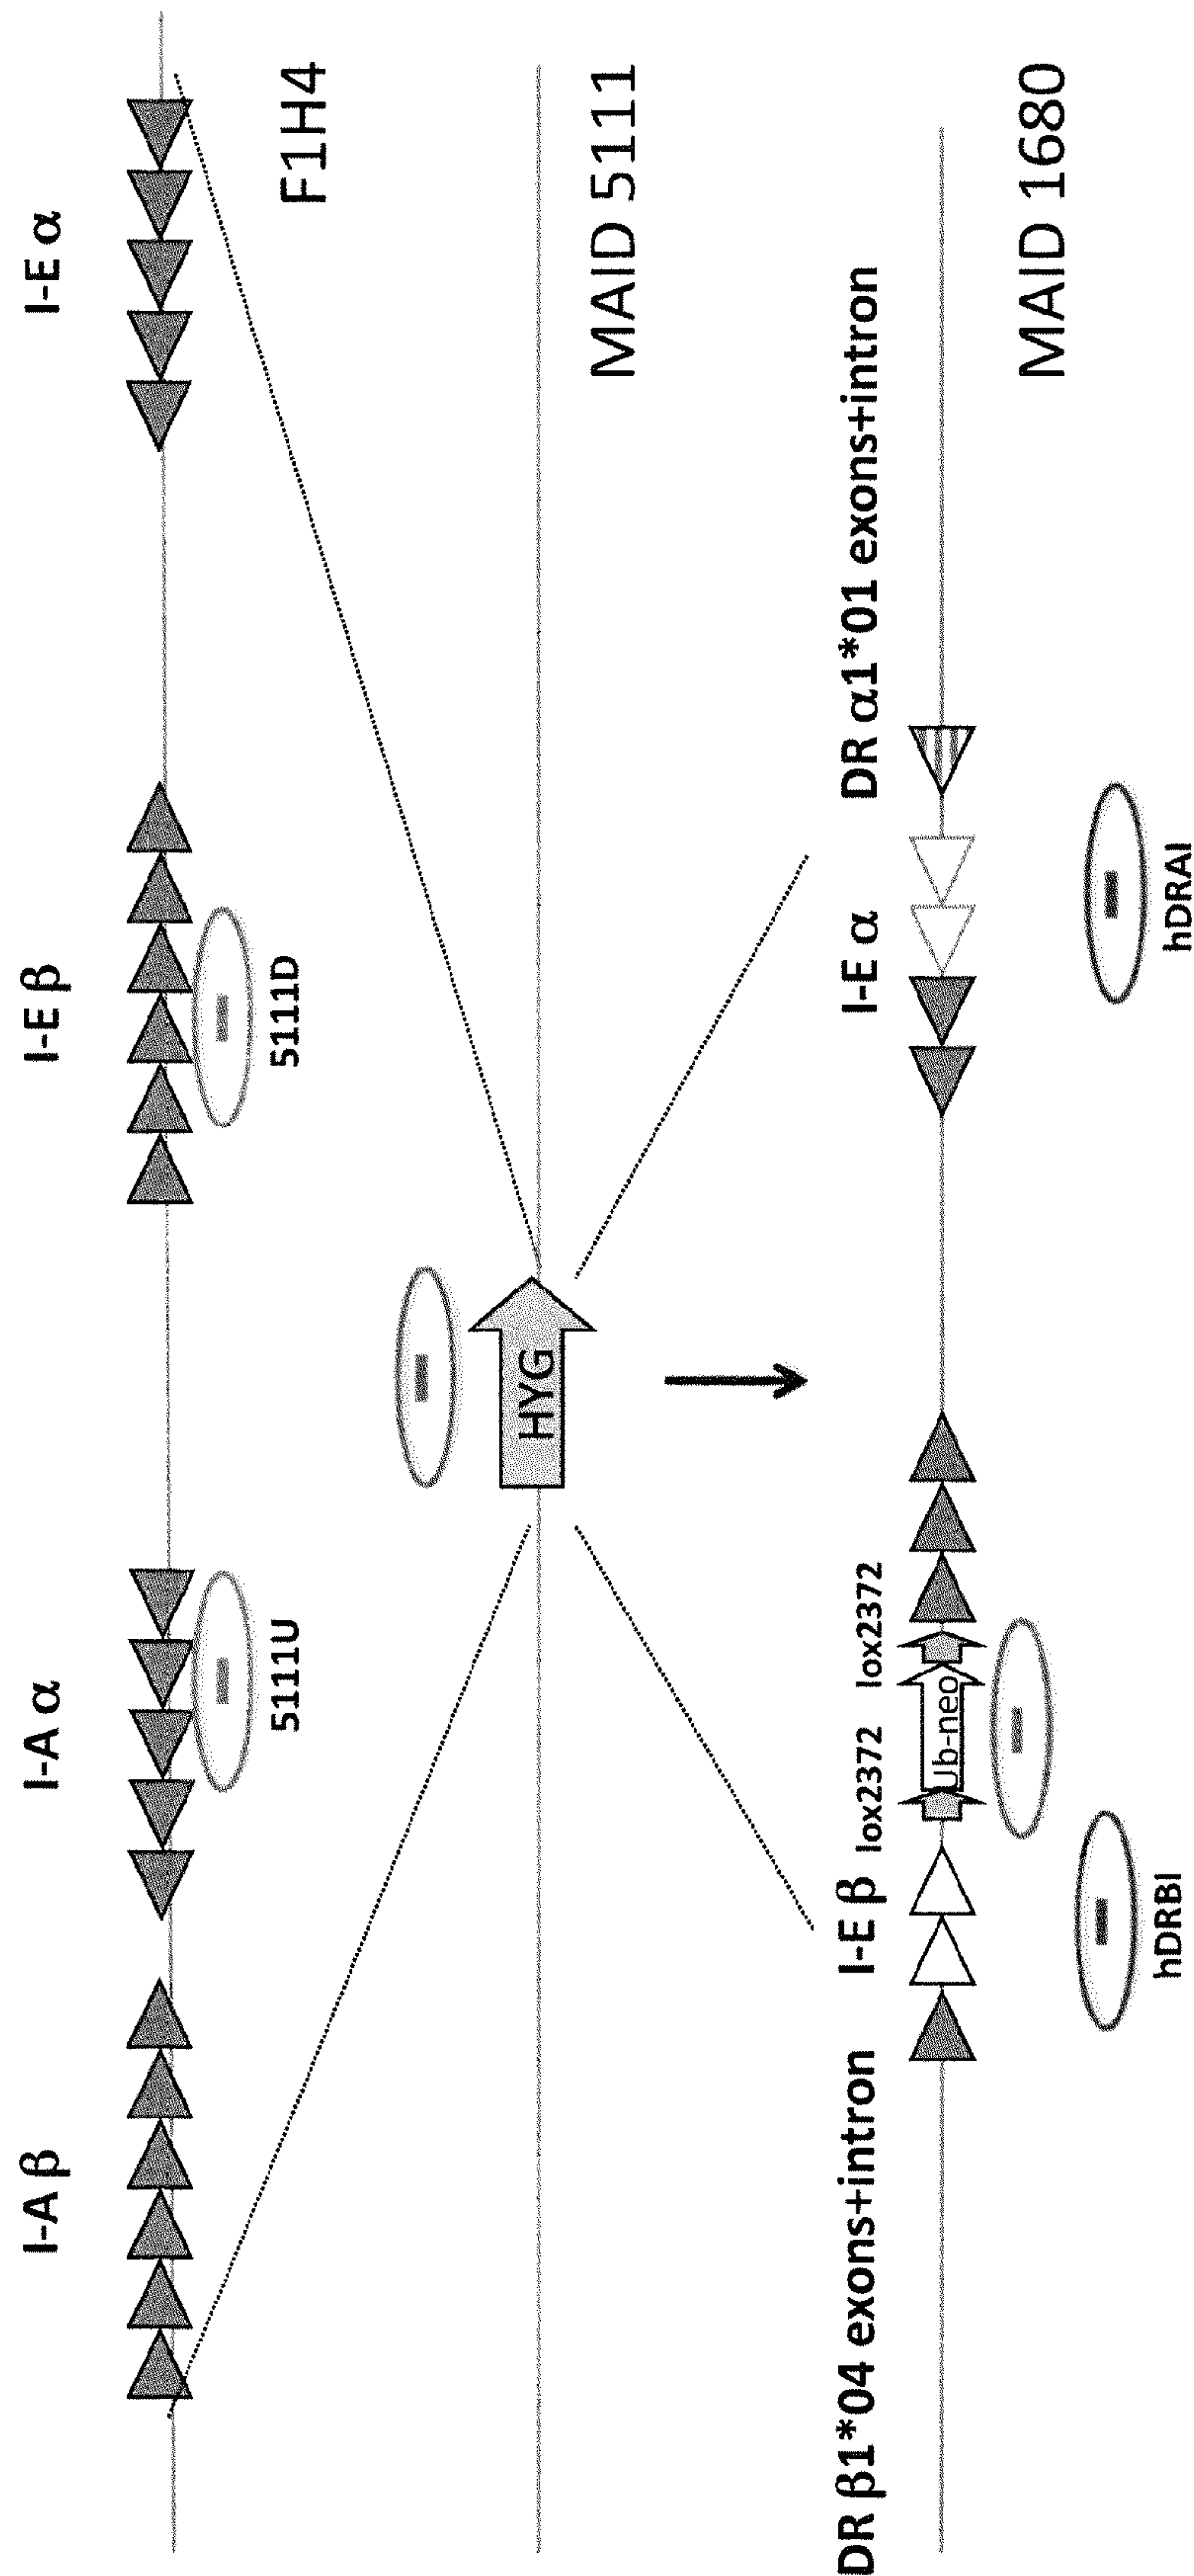 I-A β
I-A α
I-E β
I-E α
5111U
5111D
F1H4
HYG
MAID 5111
DR β1*04 exons+intron
I-E β
lox2372
lox2372
I-E α
DR α1*01 exons+intron
Ub-neo
MAID 1680
hDRBI
hDRAI